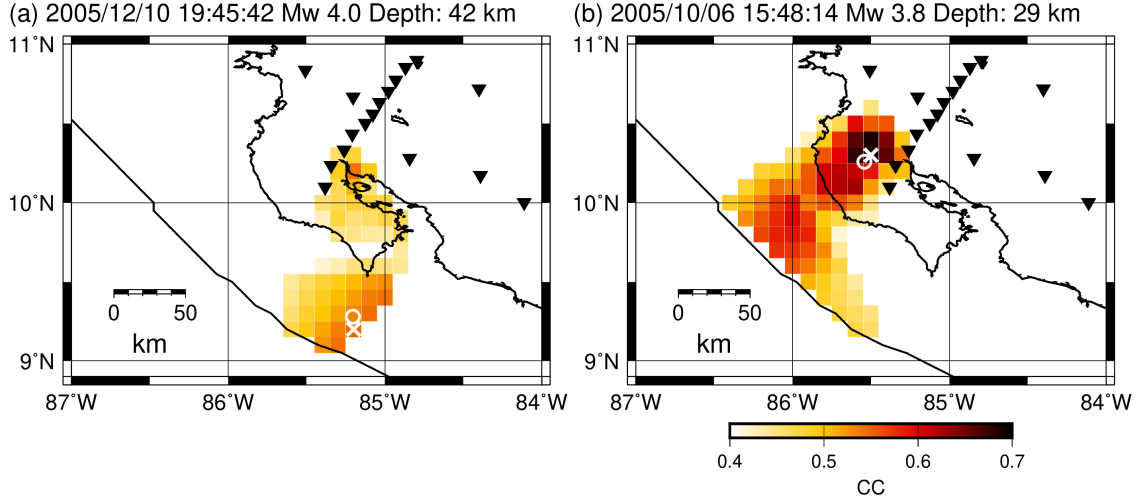 (a) 2005/12/10 19:45:42 Mw 4.0 Depth: 42 km
(b) 2005/10/06 15:48:14 Mw 3.8 Depth: 29 km
11˚N
10˚N
9˚N
0 50
km
87˚W 86˚W 85˚W 84˚W
11˚N
10˚N
9˚N
0 50
km
87˚W 86˚W 85˚W 84˚W
0.4 0.5 0.6 0.7
CC